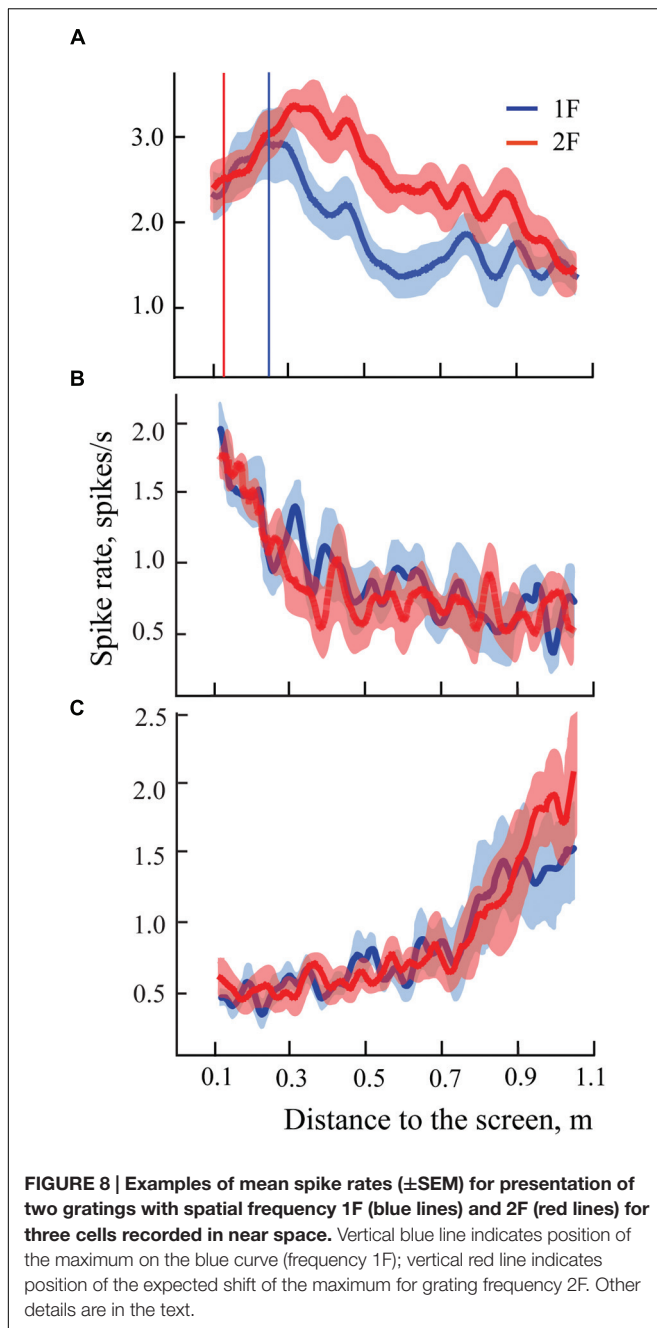 A
3.0
2.0
1.0
1F
2F
B
2.0
1.5
1.0
0.5
Spike rate, spikes/s
C
2.5
2.0
1.5
1.0
0.5
0.1 0.3 0.5 0.7 0.9 1.1
Distance to the screen, m
FIGURE 8 | Examples of mean spike rates (±SEM) for presentation of
two gratings with spatial frequency 1F (blue lines) and 2F (red lines) for
three cells recorded in near space. Vertical blue line indicates position of
the maximum on the blue curve (frequency 1F); vertical red line indicates
position of the expected shift of the maximum for grating frequency 2F. Other
details are in the text.